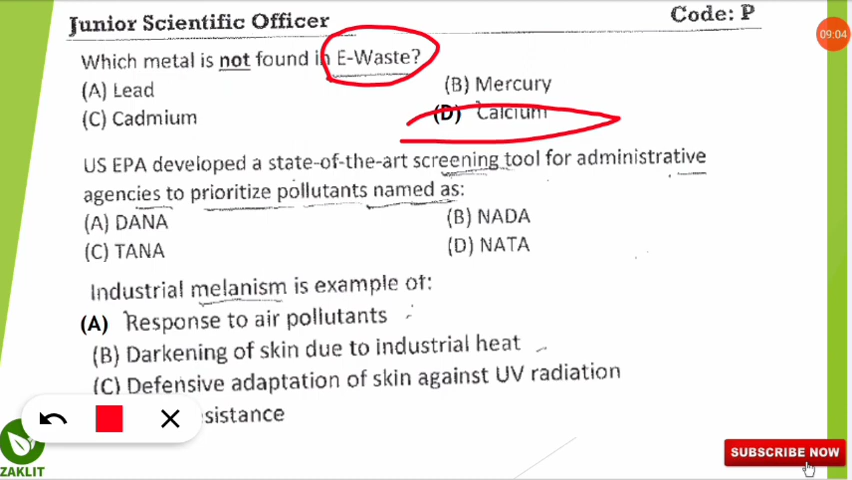 Junior Scientific Officer
Code: P
09:04
Which metal is not found in E-Waste?
(A) Lead
(B) Mercury
(C) Cadmium
(D) Calcium
US EPA developed a state-of-the-art screening tool for administrative
agencies to prioritize pollutants named as:
(A) DANA
(B) NADA
(C) TANA
(D) NATA
Industrial melanism is example of:
(A) Response to air pollutants
(B) Darkening of skin due to industrial heat
(C) Defensive adaptation of skin against UV radiation
sistance
ZAKLIT
SUBSCRIBE NOW